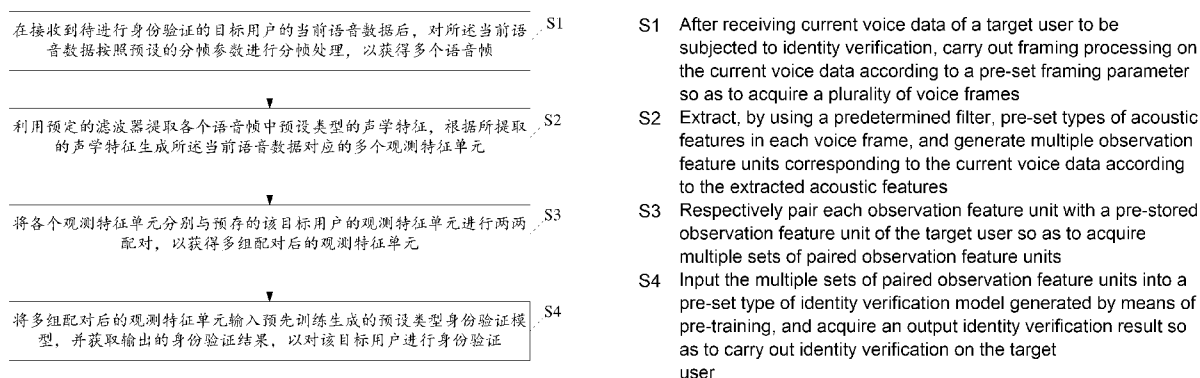 在接收到待进行身份验证的目标用户的当前语音数据后，对所述当前语
音数据按照预设的分帧参数进行分帧处理，以获得多个语音帧
S1
利用预定的滤波器提取各个语音帧中预设类型的声学特征，根据所提取
的声学特征生成所述当前语音数据对应的多个观测特征单元
S2
将各个观测特征单元分别与预存的该目标用户的观测特征单元进行两两
配对，以获得多组配对后的观测特征单元
S3
将多组配对后的观测特征单元输入预先训练生成的预设类型身份验证模
型，并获取输出的身份验证结果，以对该目标用户进行身份验证
S4
S1 After receiving current voice data of a target user to be
subjected to identity verification, carry out framing processing on
the current voice data according to a pre-set framing parameter
so as to acquire a plurality of voice frames
S2 Extract, by using a predetermined filter, pre-set types of acoustic
features in each voice frame, and generate multiple observation
feature units corresponding to the current voice data according
to the extracted acoustic features
S3 Respectively pair each observation feature unit with a pre-stored
observation feature unit of the target user so as to acquire
multiple sets of paired observation feature units
S4 Input the multiple sets of paired observation feature units into a
pre-set type of identity verification model generated by means of
pre-training, and acquire an output identity verification result so
as to carry out identity verification on the target
user